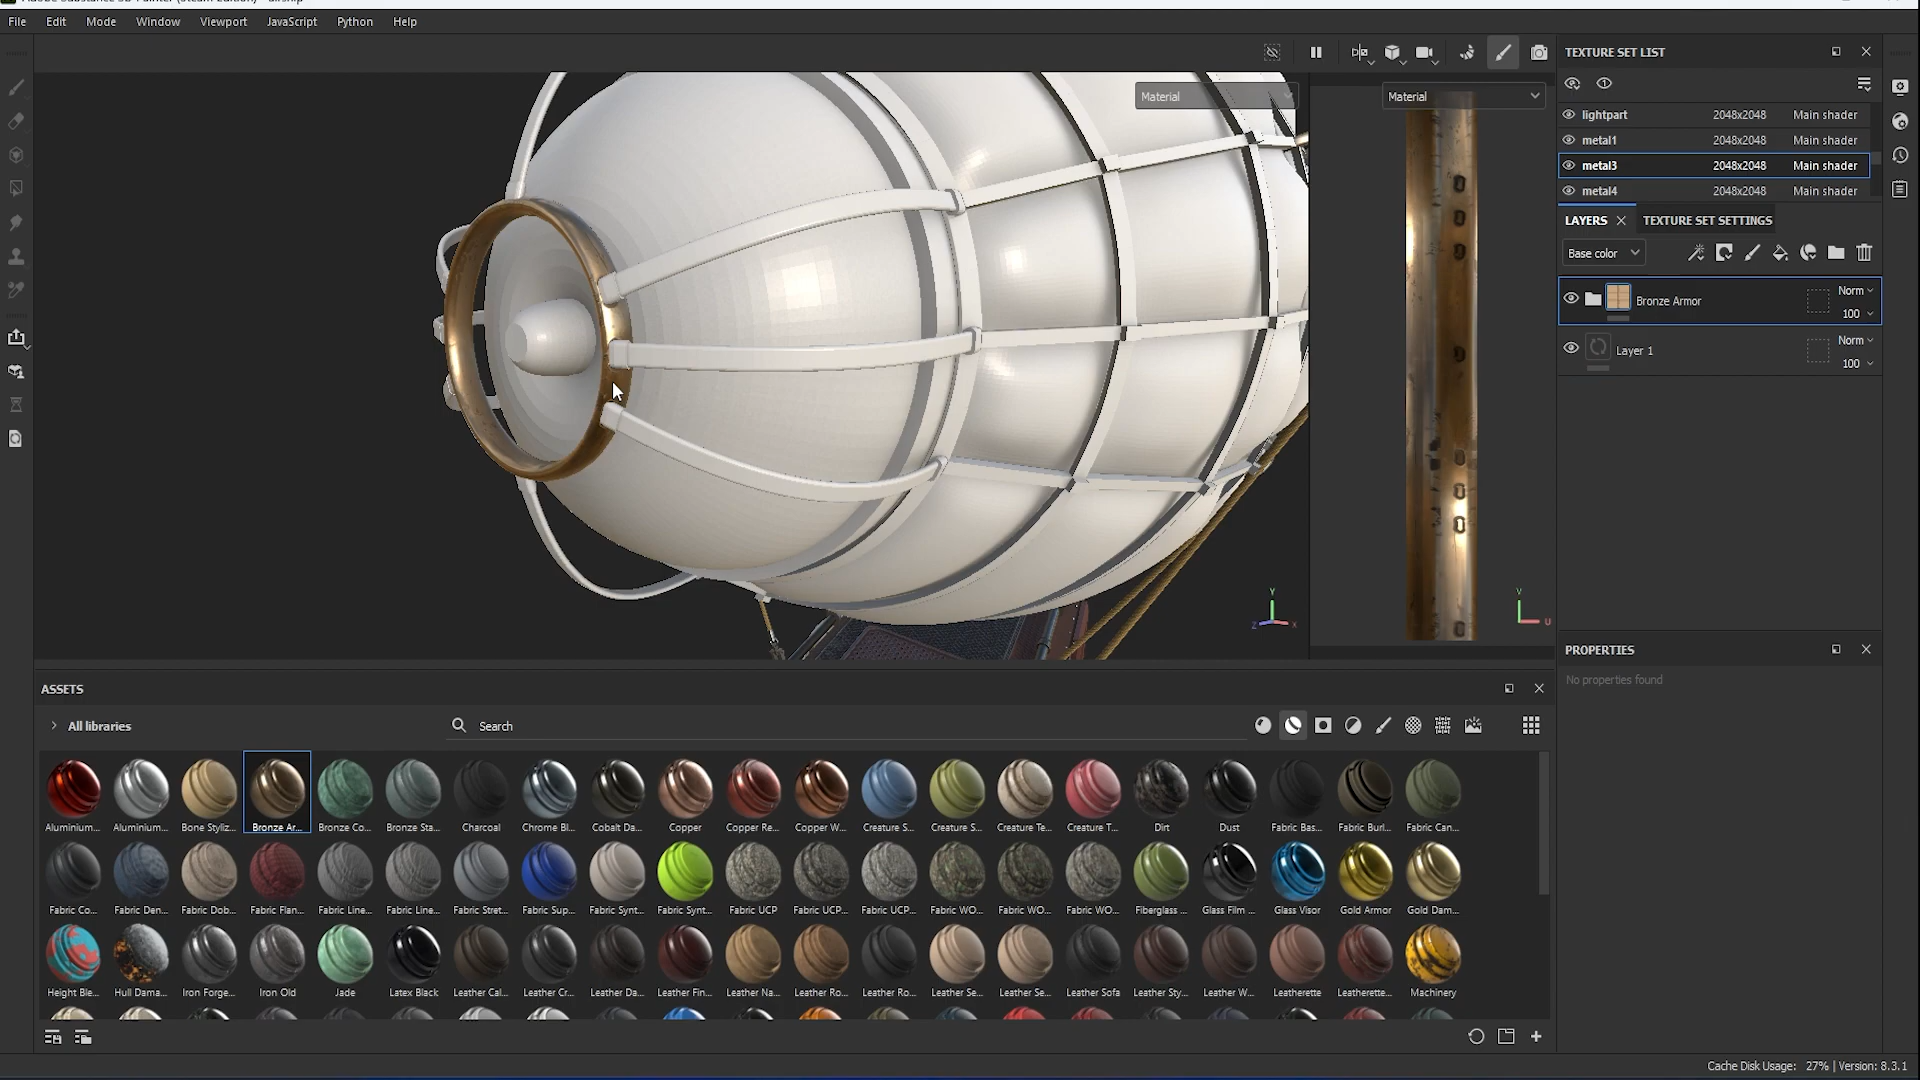 File Edit Mode Window Viewport JavaScript Python Help
Material
Material
TEXTURE SET LIST
lightpart 2048x2048 Main shader
metal1 2048x2048 Main shader
metal3 2048x2048 Main shader
metal4 2048x2048 Main shader
LAYERS TEXTURE SET SETTINGS
Base color
Bronze Armor Norm 100
Layer 1 Norm 100
PROPERTIES
No properties found
Y
Z X
V
U
ASSETS
All libraries
Search
Aluminium... Aluminium... Bone Styliz... Bronze Ar... Bronze Co... Bronze Sta... Charcoal Chrome Bl... Cobalt Da... Copper Copper Re... Copper W... Creature S... Creature S... Creature Te... Creature T... Dirt Dust Fabric Bas... Fabric Burl... Fabric Can...
Fabric Co... Fabric Den... Fabric Dob... Fabric Flan... Fabric Line... Fabric Line... Fabric Stret... Fabric Sup... Fabric Synt... Fabric Synt... Fabric UCP Fabric UCP... Fabric UCP... Fabric WO... Fabric WO... Fabric WO... Fiberglass ... Glass Film ... Glass Visor Gold Armor Gold Dam...
Height Ble... Hull Dama... Iron Forge... Iron Old Jade Latex Black Leather Cal... Leather Cr... Leather Da... Leather Fin... Leather Na... Leather Ro... Leather Ro... Leather Se... Leather Se... Leather Sofa Leather Sty... Leather W... Leatherette Leatherette... Machinery
Cache Disk Usage: 27% | Version: 8.3.1